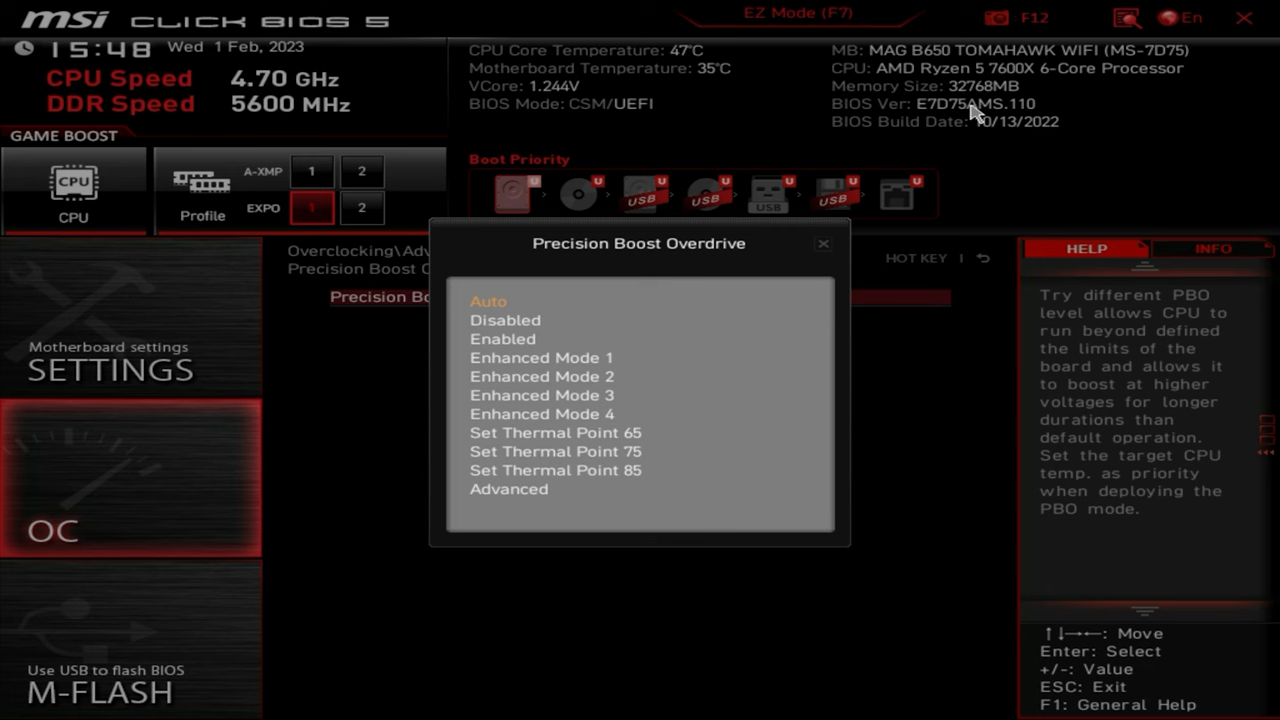 msi CLICK BIOS 5
EZ Mode (F7)
F12
En
15:48 Wed 1 Feb, 2023
CPU Speed 4.70 GHz
DDR Speed 5600 MHz
CPU Core Temperature: 47°C
Motherboard Temperature: 35°C
VCore: 1.244V
BIOS Mode: CSM/UEFI
MB: MAG B650 TOMAHAWK WIFI (MS-7D75)
CPU: AMD Ryzen 5 7600X 6-Core Processor
Memory Size: 32768MB
BIOS Ver: E7D75AMS.110
BIOS Build Date: 10/13/2022
GAME BOOST
CPU
CPU
Profile
A-XMP 1 2
EXPO 1 2
Boot Priority
U U U U U U U
USB USB USB USB
Motherboard settings
SETTINGS
OC
Use USB to flash BIOS
M-FLASH
Overclocking\Adv
Precision Boost O
HOT KEY |
Precision Bo
Precision Boost Overdrive
Auto
Disabled
Enabled
Enhanced Mode 1
Enhanced Mode 2
Enhanced Mode 3
Enhanced Mode 4
Set Thermal Point 65
Set Thermal Point 75
Set Thermal Point 85
Advanced
HELP
INFO
Try different PBO
level allows CPU to
run beyond defined
the limits of the
board and allows it
to boost at higher
voltages for longer
durations than
default operation.
Set the target CPU
temp. as priority
when deploying the
PBO mode.
↑↓→←: Move
Enter: Select
+/-: Value
ESC: Exit
F1: General Help